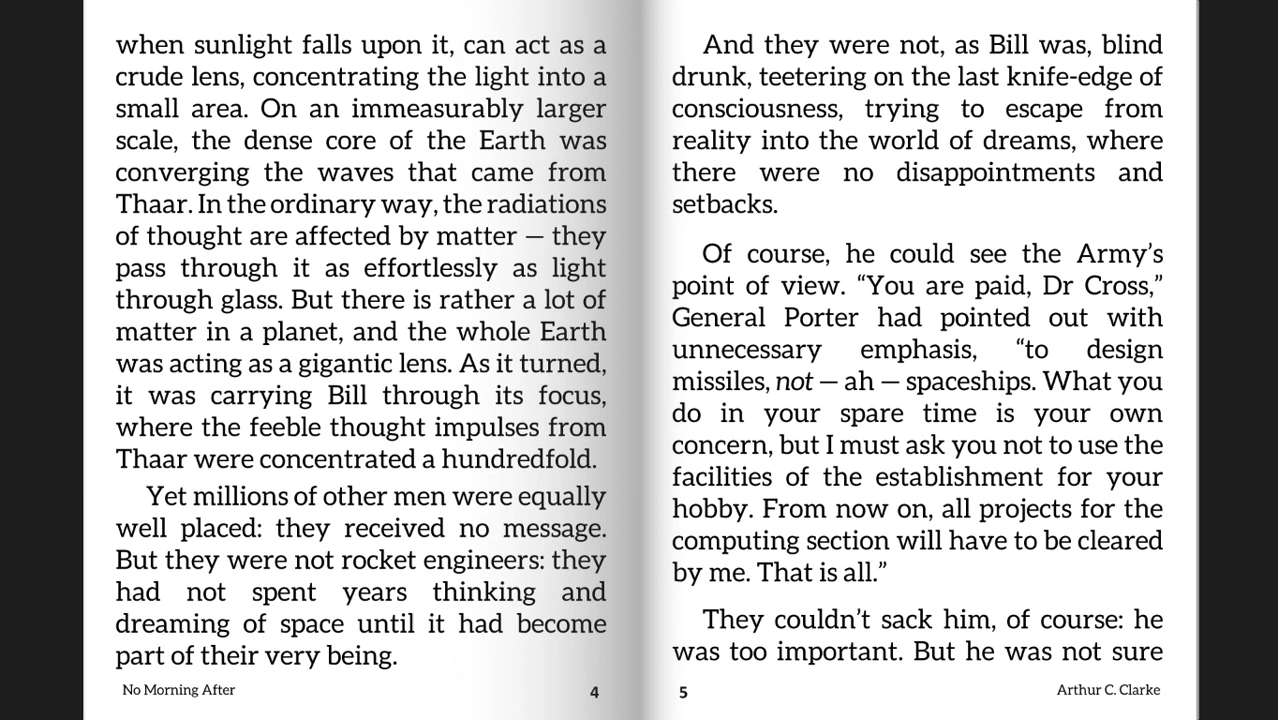 when sunlight falls upon it, can act as a
crude lens, concentrating the light into a
small area. On an immeasurably larger
scale, the dense core of the Earth was
converging the waves that came from
Thaar. In the ordinary way, the radiations
of thought are affected by matter — they
pass through it as effortlessly as light
through glass. But there is rather a lot of
matter in a planet, and the whole Earth
was acting as a gigantic lens. As it turned,
it was carrying Bill through its focus,
where the feeble thought impulses from
Thaar were concentrated a hundredfold.
Yet millions of other men were equally
well placed: they received no message.
But they were not rocket engineers: they
had not spent years thinking and
dreaming of space until it had become
part of their very being.
No Morning After
4
And they were not, as Bill was, blind
drunk, teetering on the last knife-edge of
consciousness, trying to escape from
reality into the world of dreams, where
there were no disappointments and
setbacks.
Of course, he could see the Army’s
point of view. “You are paid, Dr Cross,”
General Porter had pointed out with
unnecessary emphasis, “to design
missiles, not — ah — spaceships. What you
do in your spare time is your own
concern, but I must ask you not to use the
facilities of the establishment for your
hobby. From now on, all projects for the
computing section will have to be cleared
by me. That is all.”
They couldn’t sack him, of course: he
was too important. But he was not sure
5
Arthur C. Clarke